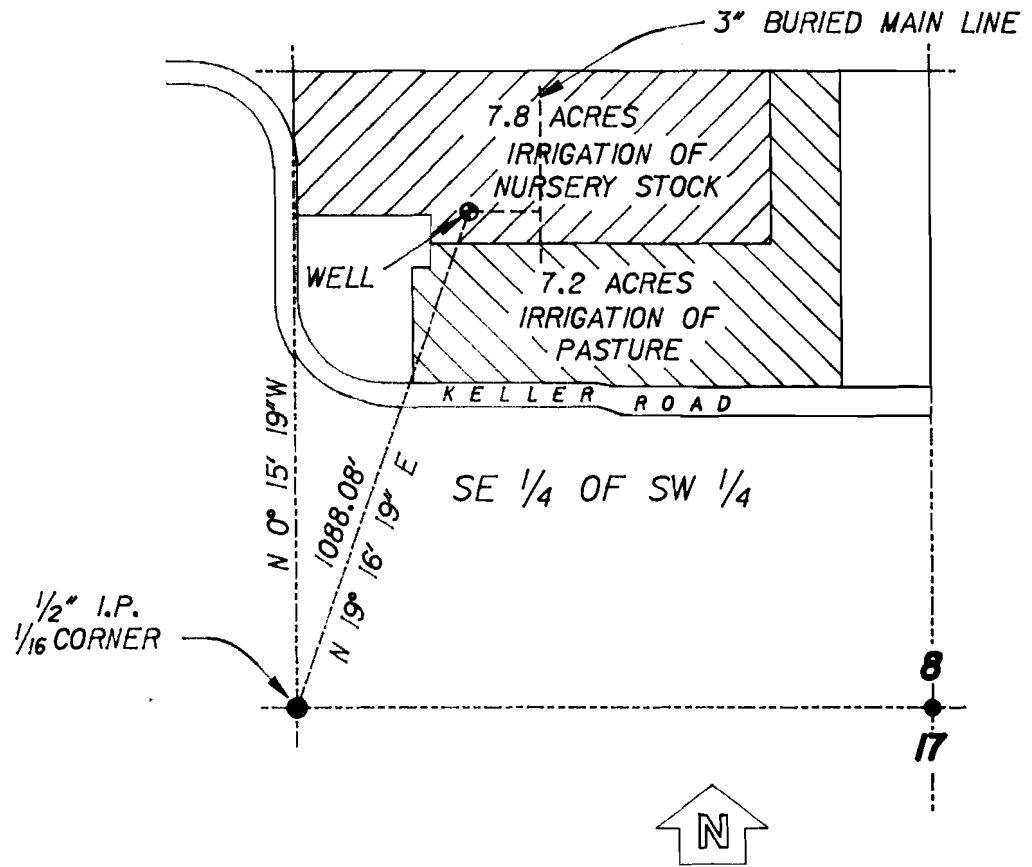 3" BURIED MAIN LINE
7.8 ACRES
IRRIGATION OF
NURSERY STOCK
WELL
7.2 ACRES
IRRIGATION OF
PASTURE
KELLER ROAD
N 0° 15' 19" W
1088.08'
N 19° 16' 19" E
SE 1/4 OF SW 1/4
1/2" I.P.
1/16 CORNER
8
17
N